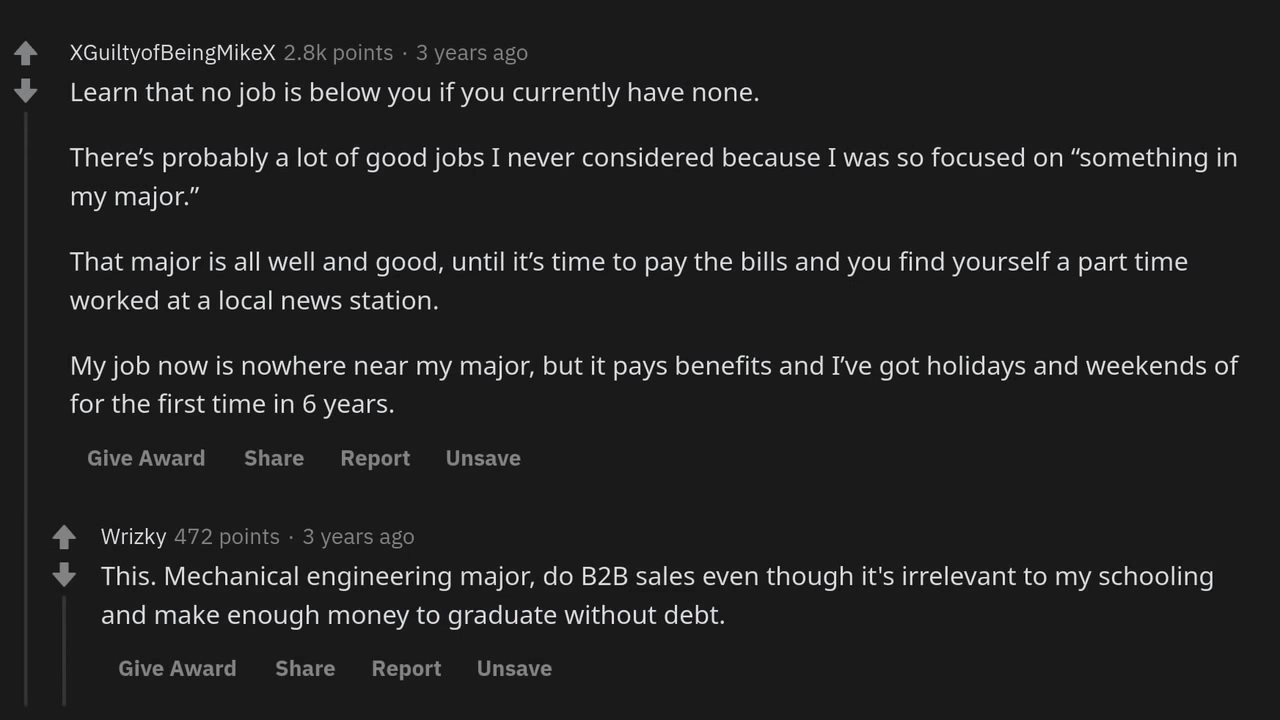 XGuiltyofBeingMikeX 2.8k points · 3 years ago
Learn that no job is below you if you currently have none.
There’s probably a lot of good jobs I never considered because I was so focused on “something in
my major.”
That major is all well and good, until it’s time to pay the bills and you find yourself a part time
worked at a local news station.
My job now is nowhere near my major, but it pays benefits and I’ve got holidays and weekends of
for the first time in 6 years.
Give Award Share Report Unsave
Wrizky 472 points · 3 years ago
This. Mechanical engineering major, do B2B sales even though it's irrelevant to my schooling
and make enough money to graduate without debt.
Give Award Share Report Unsave